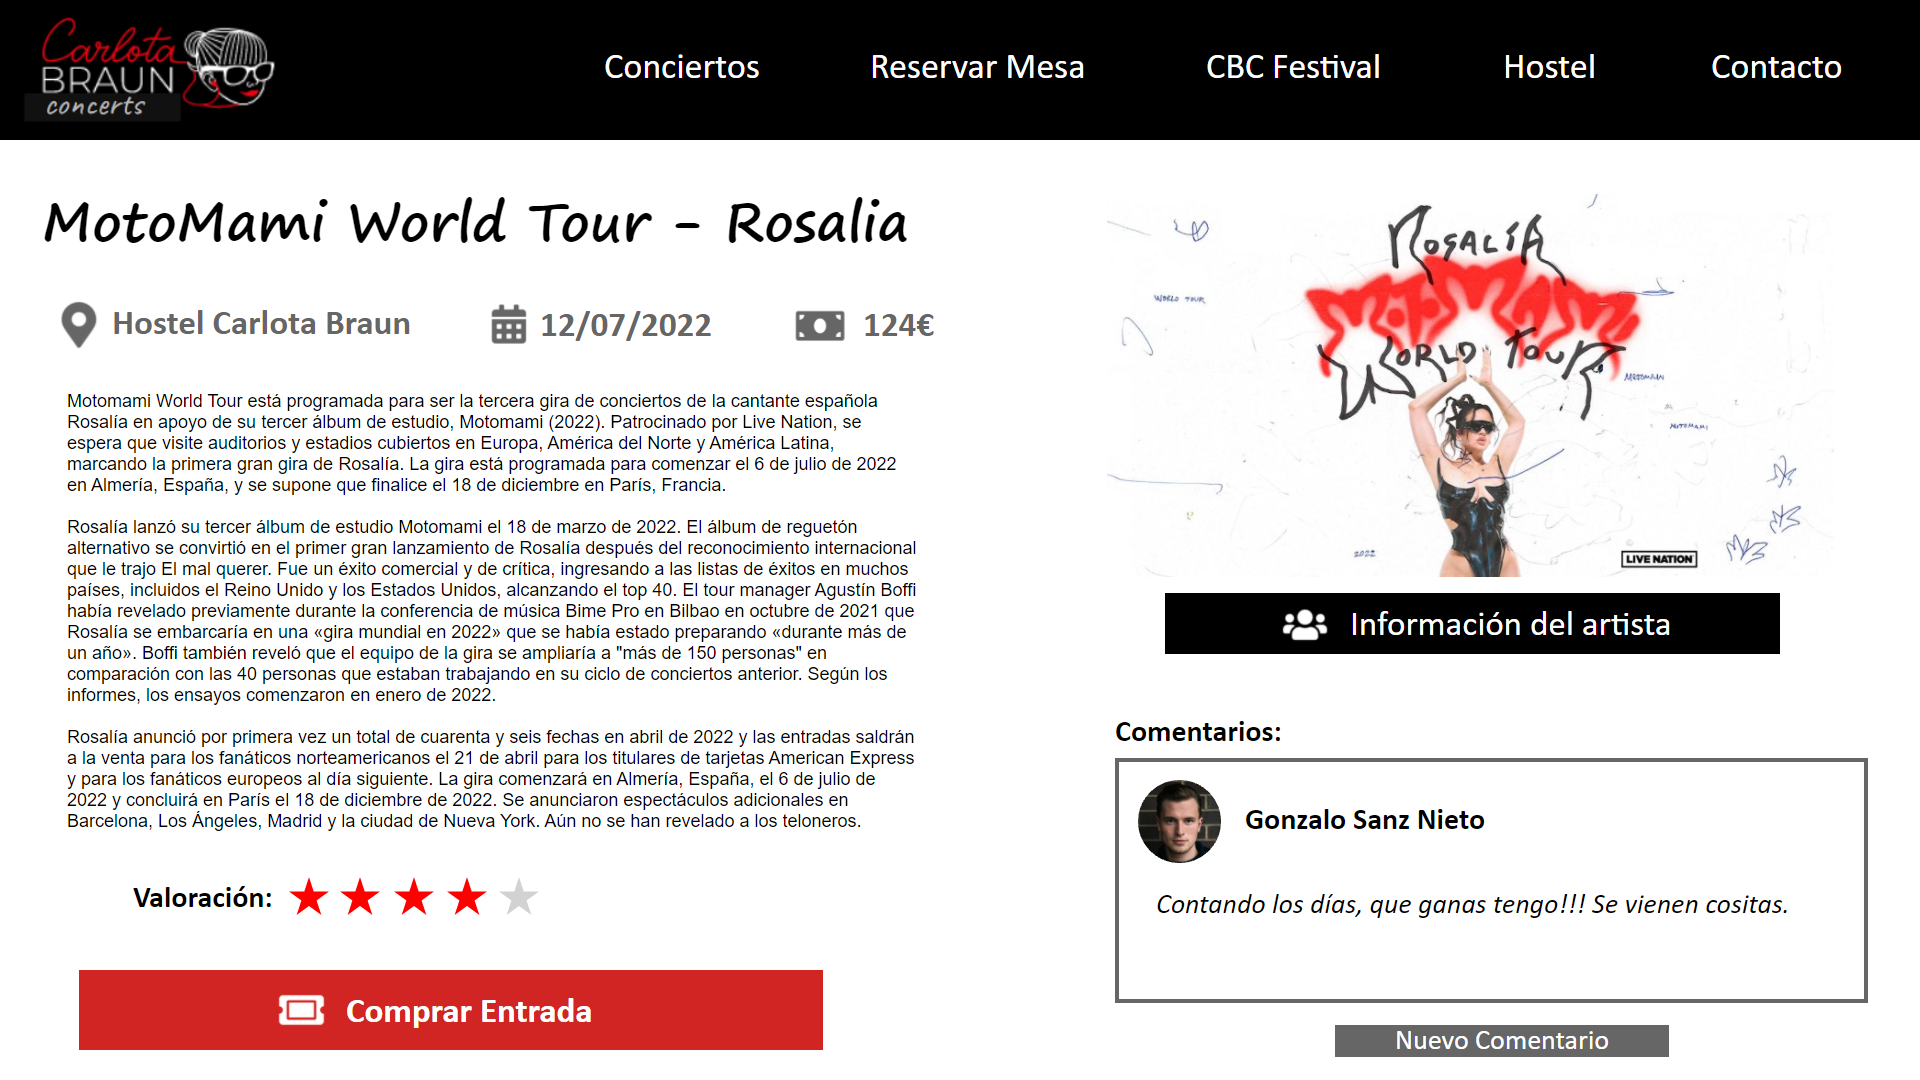 Carlota
BRAUN
concerts
Conciertos
Reservar Mesa
CBC Festival
Hostel
Contacto
MotoMami World Tour - Rosalia
Hostel Carlota Braun
12/07/2022
124€
Motomami World Tour está programada para ser la tercera gira de conciertos de la cantante española
Rosalía en apoyo de su tercer álbum de estudio, Motomami (2022). Patrocinado por Live Nation, se
espera que visite auditorios y estadios cubiertos en Europa, América del Norte y América Latina,
marcando la primera gran gira de Rosalía. La gira está programada para comenzar el 6 de julio de 2022
en Almería, España, y se supone que finalice el 18 de diciembre en París, Francia.
Rosalía lanzó su tercer álbum de estudio Motomami el 18 de marzo de 2022. El álbum de reguetón
alternativo se convirtió en el primer gran lanzamiento de Rosalía después del reconocimiento internacional
que le trajo El mal querer. Fue un éxito comercial y de crítica, ingresando a las listas de éxitos en muchos
países, incluidos el Reino Unido y los Estados Unidos, alcanzando el top 40. El tour manager Agustín Boffi
había revelado previamente durante la conferencia de música Bime Pro en Bilbao en octubre de 2021 que
Rosalía se embarcaría en una «gira mundial en 2022» que se había estado preparando «durante más de
un año». Boffi también reveló que el equipo de la gira se ampliaría a "más de 150 personas" en
comparación con las 40 personas que estaban trabajando en su ciclo de conciertos anterior. Según los
informes, los ensayos comenzaron en enero de 2022.
Rosalía anunció por primera vez un total de cuarenta y seis fechas en abril de 2022 y las entradas saldrán
a la venta para los fanáticos norteamericanos el 21 de abril para los titulares de tarjetas American Express
y para los fanáticos europeos al día siguiente. La gira comenzará en Almería, España, el 6 de julio de
2022 y concluirá en París el 18 de diciembre de 2022. Se anunciaron espectáculos adicionales en
Barcelona, Los Ángeles, Madrid y la ciudad de Nueva York. Aún no se han revelado a los teloneros.
Valoración:
Comprar Entrada
ROSALÍA
MOTOMAMI
WORLD TOUR
WORLD TOUR
MOTOMAMI
MOTOMAMI
2022
LIVE NATION
Información del artista
Comentarios:
Gonzalo Sanz Nieto
Contando los días, que ganas tengo!!! Se vienen cositas.
Nuevo Comentario